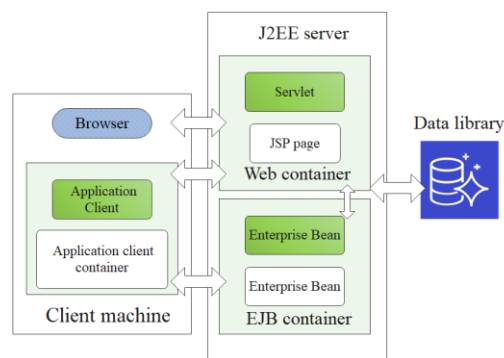 J2EE server
Servlet
JSP page
Web container
Browser
Application
Client
Application client
container
Client machine
Enterprise Bean
Enterprise Bean
EJB container
Data library